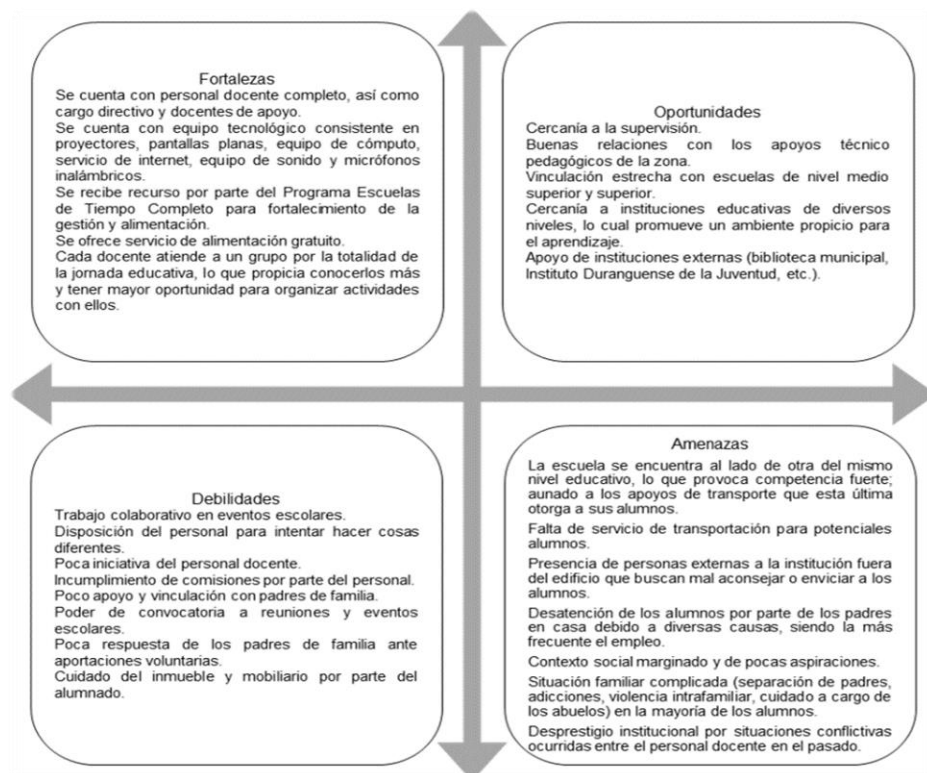 Fortalezas
Se cuenta con personal docente completo, así como
cargo directivo y docentes de apoyo.
Se cuenta con equipo tecnológico consistente en
proyectores, pantallas planas, equipo de cómputo,
servicio de internet, equipo de sonido y micrófonos
inalámbricos.
Se recibe recurso por parte del Programa Escuelas
de Tiempo Completo para fortalecimiento de la
gestión y alimentación.
Se ofrece servicio de alimentación gratuito.
Cada docente atiende a un grupo por la totalidad de
la jornada educativa, lo que propicia conocerlos más
y tener mayor oportunidad para organizar actividades
con ellos.
Oportunidades
Cercanía a la supervisión.
Buenas relaciones con los apoyos técnico
pedagógicos de la zona.
Vinculación estrecha con escuelas de nivel medio
superior y superior.
Cercanía a instituciones educativas de diversos
niveles, lo cual promueve un ambiente propicio para
el aprendizaje.
Apoyo de instituciones externas (biblioteca municipal,
Instituto Duranguense de la Juventud, etc.).
Debilidades
Trabajo colaborativo en eventos escolares.
Disposición del personal para intentar hacer cosas
diferentes.
Poca iniciativa del personal docente.
Incumplimiento de comisiones por parte del personal.
Poco apoyo y vinculación con padres de familia.
Poder de convocatoria a reuniones y eventos
escolares.
Poca respuesta de los padres de familia ante
aportaciones voluntarias.
Cuidado del inmueble y mobiliario por parte del
alumnado.
Amenazas
La escuela se encuentra al lado de otra del mismo
nivel educativo, lo que provoca competencia fuerte;
aunado a los apoyos de transporte que esta última
otorga a sus alumnos.
Falta de servicio de transportación para potenciales
alumnos.
Presencia de personas externas a la institución fuera
del edificio que buscan mal aconsejar o enviciar a los
alumnos.
Desatención de los alumnos por parte de los padres
en casa debido a diversas causas, siendo la más
frecuente el empleo.
Contexto social marginado y de pocas aspiraciones.
Situación familiar complicada (separación de padres,
adicciones, violencia intrafamiliar, cuidado a cargo de
los abuelos) en la mayoría de los alumnos.
Desprestigio institucional por situaciones conflictivas
ocurridas entre el personal docente en el pasado.